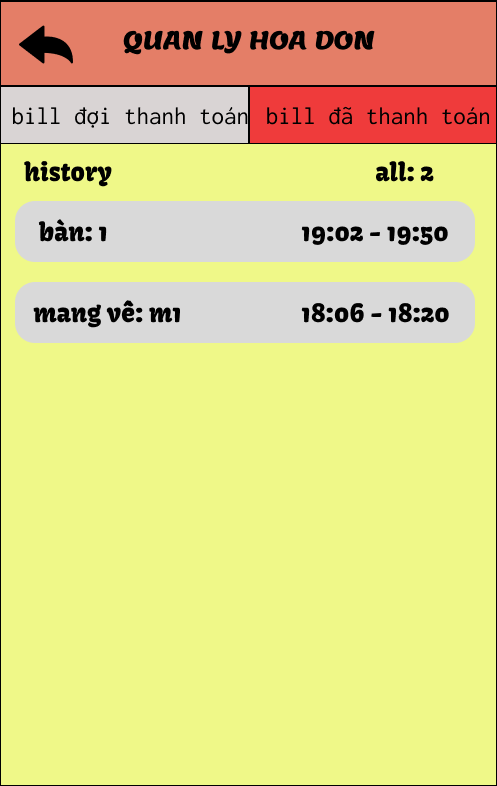 QUAN LY HOA DON
bill đợi thanh toán bill đã thanh toán
history all: 2
bàn: 1 19:02 - 19:50
mang vê: m1 18:06 - 18:20